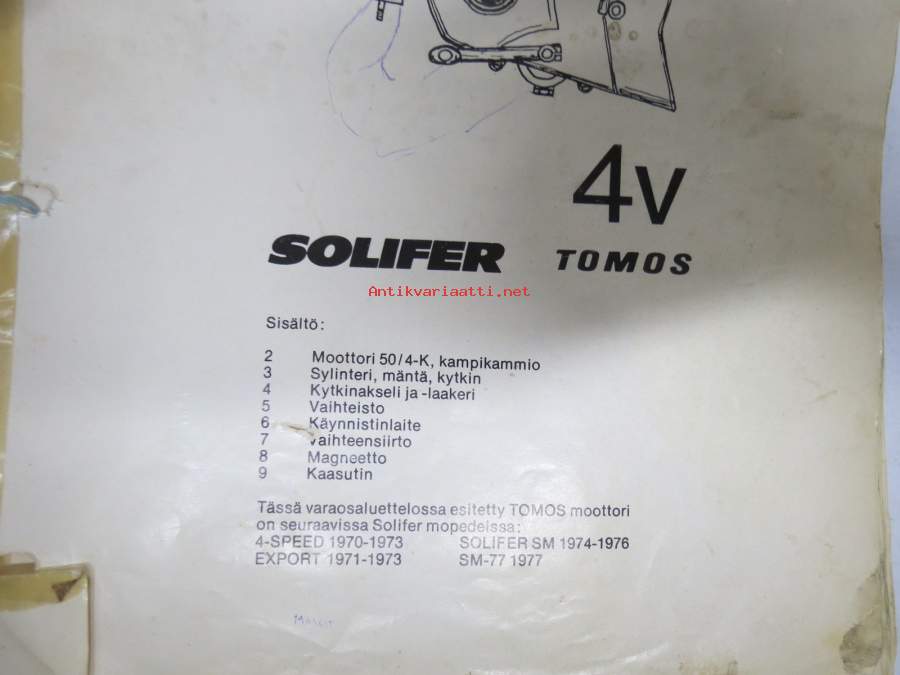 4V
SOLIFER TOMOS
Antikvariaatti.net
Sisältö:
2 Moottori 50/4-K, kampikammio
3 Sylinteri, mäntä, kytkin
4 Kytkinakseli ja -laakeri
5 Vaihteisto
6 Käynnistinlaite
7 Vaihteensiirto
8 Magneetto
9 Kaasutin
Tässä varaosaluettelossa esitetty TOMOS moottori
on seuraavissa Solifer mopedeissa:
4-SPEED 1970-1973 SOLIFER SM 1974-1976
EXPORT 1971-1973 SM-77 1977